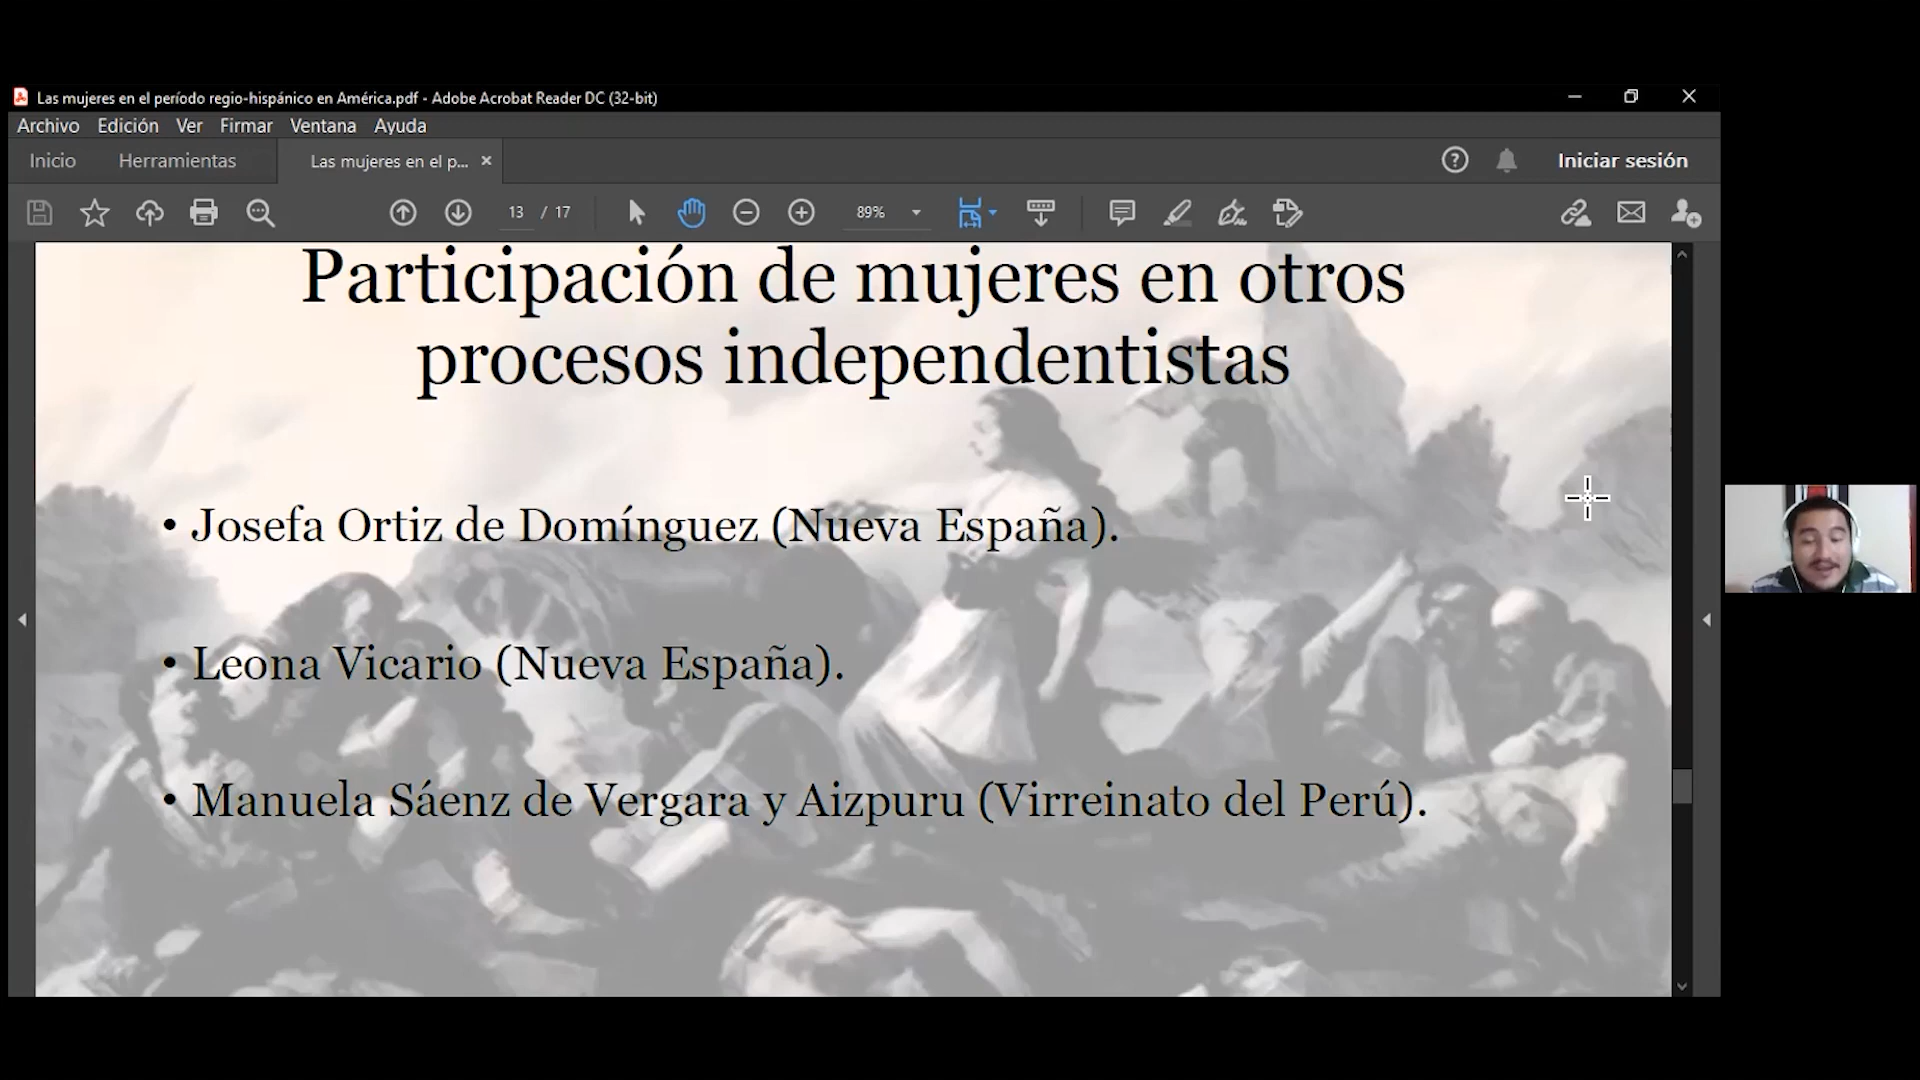 Las mujeres en el período regio-hispánico en América.pdf - Adobe Acrobat Reader DC (32-bit)
Archivo Edición Ver Firmar Ventana Ayuda
Inicio Herramientas Las mujeres en el p... Iniciar sesión
13 / 17 89%
Participación de mujeres en otros
procesos independentistas
• Josefa Ortiz de Domínguez (Nueva España).
• Leona Vicario (Nueva España).
• Manuela Sáenz de Vergara y Aizpuru (Virreinato del Perú).